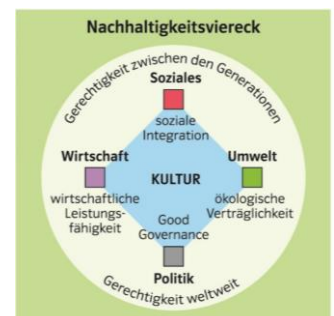 Nachhaltigkeitsviereck
Gerechtigkeit zwischen den Generationen
Soziales
soziale
Integration
Wirtschaft
wirtschaftliche
Leistungs-
fähigkeit
KULTUR
Umwelt
ökologische
Verträglichkeit
Good
Governance
Politik
Gerechtigkeit weltweit